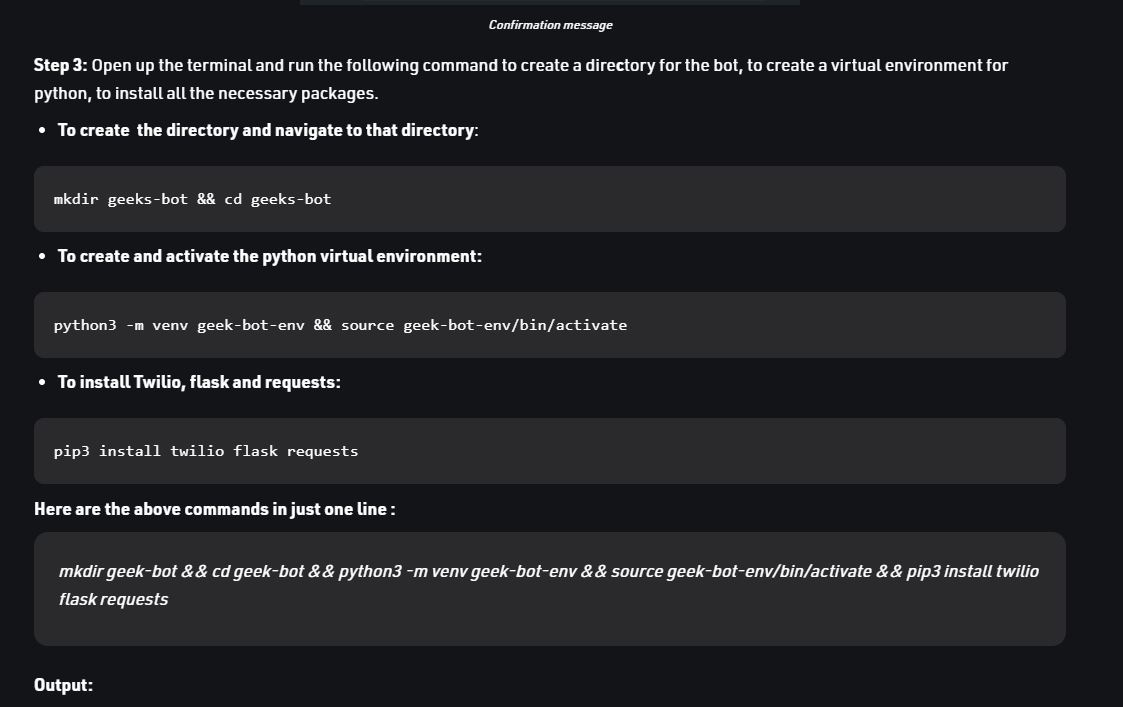 Confirmation message
Step 3: Open up the terminal and run the following command to create a directory for the bot, to create a virtual environment for
python, to install all the necessary packages.
• To create  the directory and navigate to that directory:
mkdir geeks-bot && cd geeks-bot
• To create and activate the python virtual environment:
python3 -m venv geek-bot-env && source geek-bot-env/bin/activate
• To install Twilio, flask and requests:
pip3 install twilio flask requests
Here are the above commands in just one line :
mkdir geek-bot && cd geek-bot && python3 -m venv geek-bot-env && source geek-bot-env/bin/activate && pip3 install twilio
flask requests
Output: